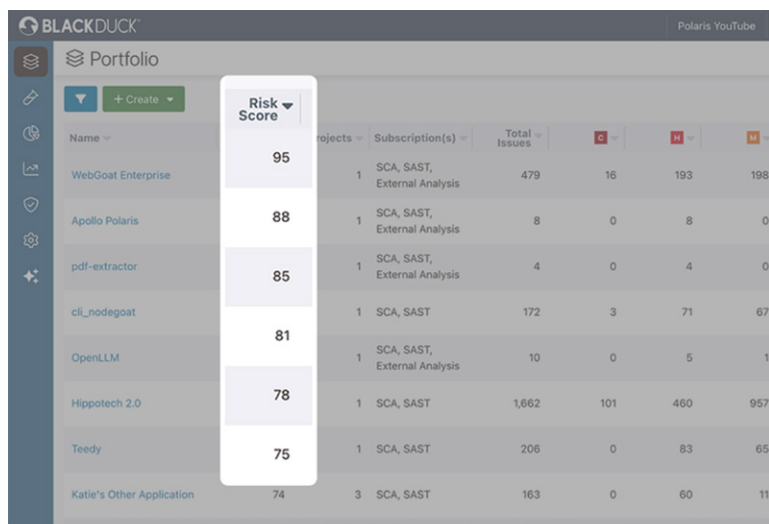 BLACKDUCK
Polaris YouTube
Portfolio
+ Create
Name
Risk Score
rojects
Subscription(s)
Total Issues
C
H
M
WebGoat Enterprise
95
1
SCA, SAST,
External Analysis
479
16
193
198
Apollo Polaris
88
1
SCA, SAST,
External Analysis
8
0
8
0
pdf-extractor
85
1
SCA, SAST,
External Analysis
4
0
4
0
cli_nodegoat
81
1
SCA, SAST
172
3
71
67
OpenLLM
78
1
SCA, SAST,
External Analysis
10
0
5
1
Hippotech 2.0
75
1
SCA, SAST
1,662
101
460
957
Teedy
1
SCA, SAST
206
0
83
65
Katie's Other Application
74
3
SCA, SAST
163
0
60
11